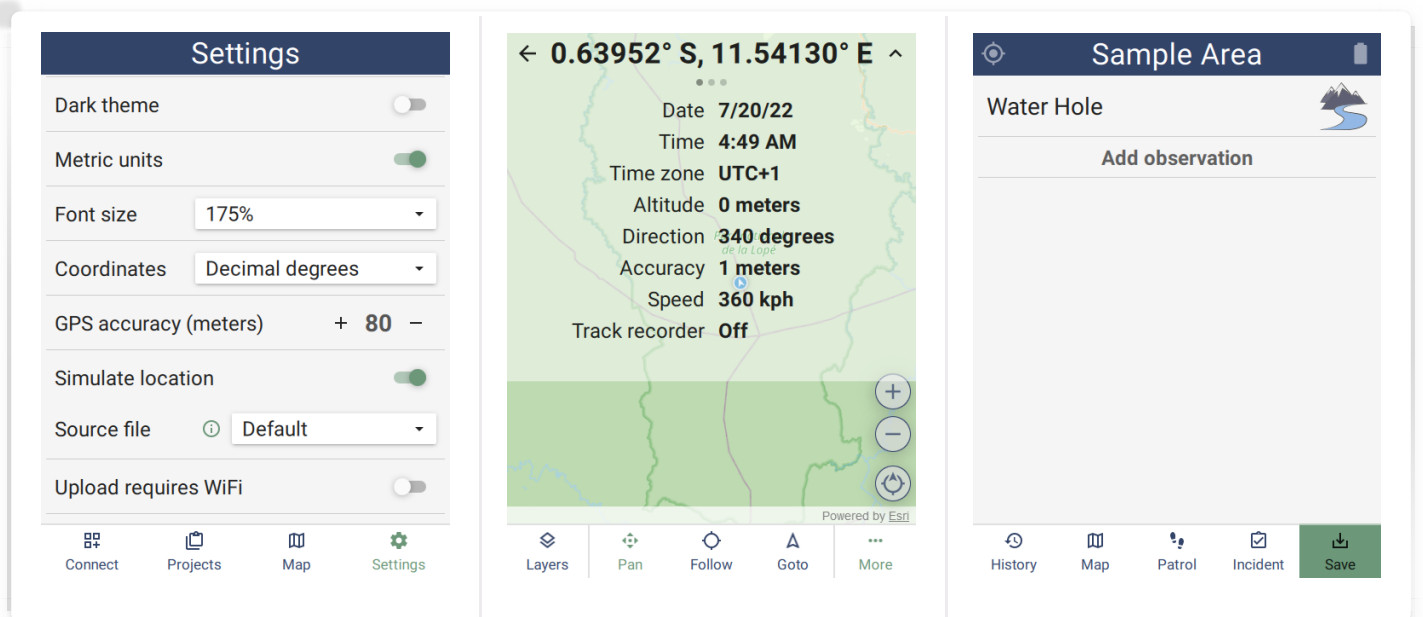 Settings
Dark theme
Metric units
Font size 175%
Coordinates Decimal degrees
GPS accuracy (meters) + 80 −
Simulate location
Source file Default
Upload requires WiFi
Connect Projects Map Settings
0.63952° S, 11.54130° E
Date 7/20/22
Time 4:49 AM
Time zone UTC+1
Altitude 0 meters
Direction 340 degrees
de la Lopé
Accuracy 1 meters
Speed 360 kph
Track recorder Off
Powered by Esri
Layers Pan Follow Goto More
Sample Area
Water Hole
Add observation
History Map Patrol Incident Save